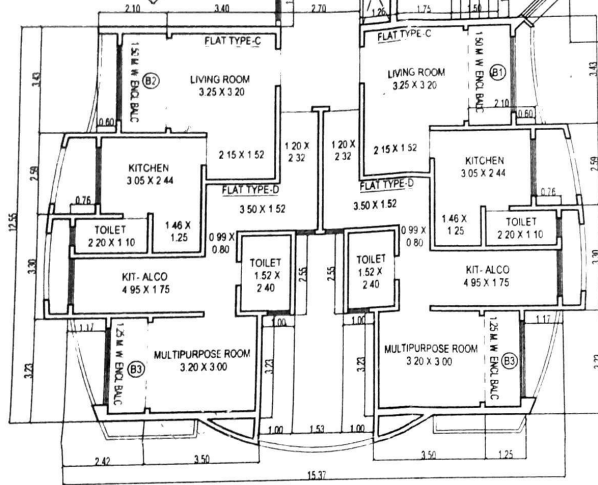 2.10 3.40 2.70 1.26 1.75 1.50
FLAT TYPE-C
FLAT TYPE-C
1.50 M W ENCL BALC
B2
LIVING ROOM
3.25 X 3.20
LIVING ROOM
3.25 X 3.20
1.50 M W ENCL BALC
B1
2.10
3.43
0.60
0.60
3.43
2.15 X 1.52
1.20 X
2.32
1.20 X
2.32
2.15 X 1.52
KITCHEN
3.05 X 2.44
KITCHEN
3.05 X 2.44
2.59
2.59
FLAT TYPE-D
3.50 X 1.52
FLAT TYPE-D
3.50 X 1.52
0.76
0.76
12.55
TOILET
2.20 X 1.10
1.46 X
1.25
0.99 X
0.80
0.99 X
0.80
1.46 X
1.25
TOILET
2.20 X 1.10
3.30
3.30
KIT- ALCO
4.95 X 1.75
TOILET
1.52 X
2.40
2.55
2.55
TOILET
1.52 X
2.40
KIT- ALCO
4.95 X 1.75
1.17
1.00
1.00
1.17
1.25 M W ENCL BALC
B3
MULTIPURPOSE ROOM
3.20 X 3.00
MULTIPURPOSE ROOM
3.20 X 3.00
1.25 M W ENCL BALC
B3
3.23
3.23
3.23
3.23
1.00 1.53 1.00
2.42 3.50 3.50 1.25
15.37